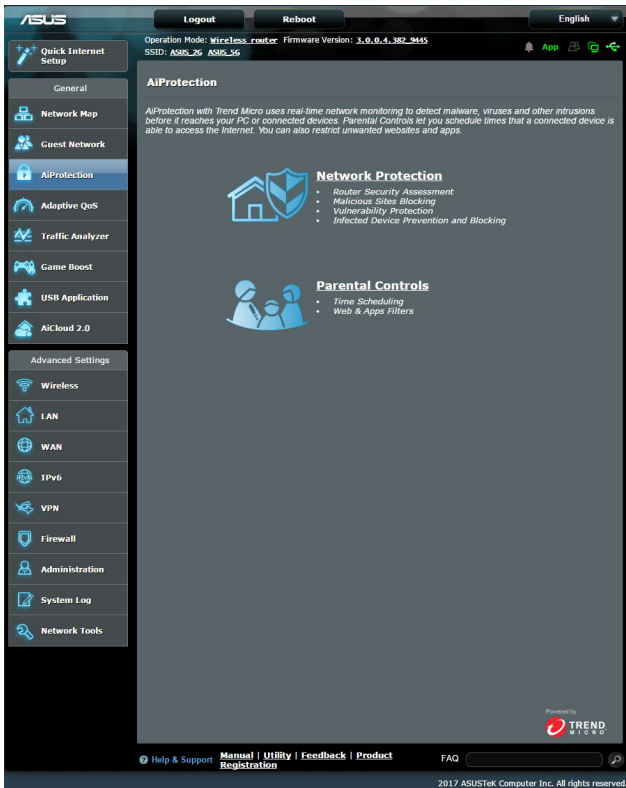 ASUS
Logout
Reboot
English
Quick Internet
Setup
Operation Mode: Wireless router Firmware Version: 3.0.0.4.382_9445
SSID: ASUS_2G ASUS_5G
App
General
Network Map
Guest Network
AiProtection
Adaptive QoS
Traffic Analyzer
Game Boost
USB Application
AiCloud 2.0
Advanced Settings
Wireless
LAN
WAN
IPv6
VPN
Firewall
Administration
System Log
Network Tools
AiProtection
AiProtection with Trend Micro uses real-time network monitoring to detect malware, viruses and other intrusions
before it reaches your PC or connected devices. Parental Controls let you schedule times that a connected device is
able to access the Internet. You can also restrict unwanted websites and apps.
Network Protection
• Router Security Assessment
• Malicious Sites Blocking
• Vulnerability Protection
• Infected Device Prevention and Blocking
Parental Controls
• Time Scheduling
• Web & Apps Filters
Powered by
TREND
MICRO
Help & Support
Manual | Utility | Feedback | Product
Registration
FAQ
2017 ASUSTeK Computer Inc. All rights reserved.